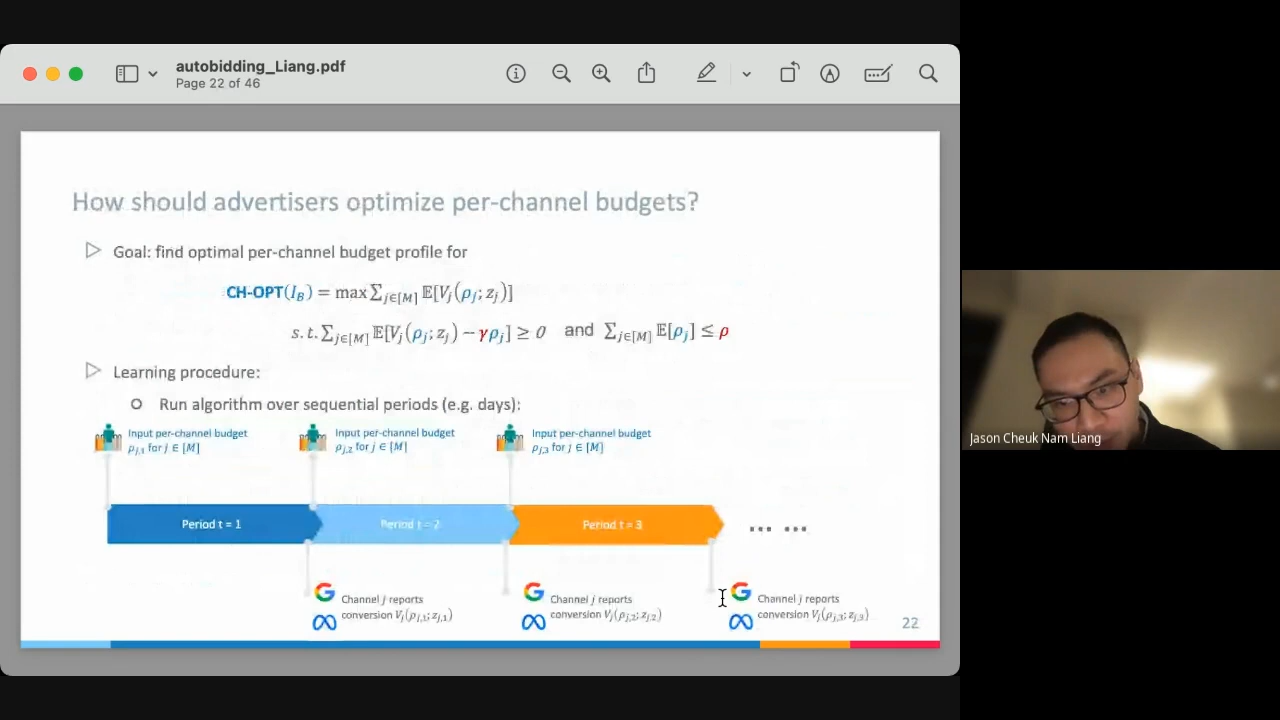 autobidding_Liang.pdf
Page 22 of 46
How should advertisers optimize per-channel budgets?
Goal: find optimal per-channel budget profile for
CH-OPT(I_B) = max ∑_{j∈[M]} 𝔼[V_j(ρ_j; z_j)]
s.t. ∑_{j∈[M]} 𝔼[V_j(ρ_j; z_j) − γρ_j] ≥ 0 and ∑_{j∈[M]} 𝔼[ρ_j] ≤ ρ
Learning procedure:
Run algorithm over sequential periods (e.g. days):
Input per-channel budget
ρ_{j,1} for j ∈ [M]
Input per-channel budget
ρ_{j,2} for j ∈ [M]
Input per-channel budget
ρ_{j,3} for j ∈ [M]
Period t = 1
Period t = 2
Period t = 3
... ...
Channel j reports
conversion V_j(ρ_{j,1}; z_{j,1})
Channel j reports
conversion V_j(ρ_{j,2}; z_{j,2})
Channel j reports
conversion V_j(ρ_{j,3}; z_{j,3})
22
Jason Cheuk Nam Liang